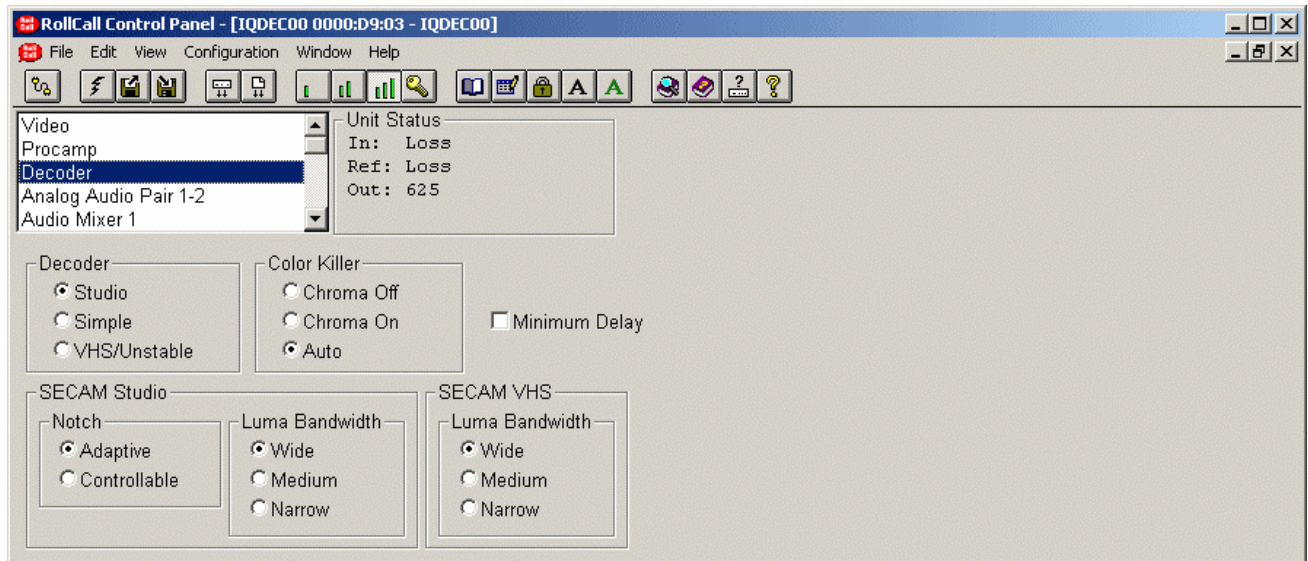 RollCall Control Panel - [IQDEC00 0000:D9:03 - IQDEC00]
File Edit View Configuration Window Help
A A
Video
Procamp
Decoder
Analog Audio Pair 1-2
Audio Mixer 1
Unit Status
In: Loss
Ref: Loss
Out: 625
Decoder
Studio
Simple
VHS/Unstable
Color Killer
Chroma Off
Chroma On
Auto
Minimum Delay
SECAM Studio
Notch
Adaptive
Controllable
Luma Bandwidth
Wide
Medium
Narrow
SECAM VHS
Luma Bandwidth
Wide
Medium
Narrow